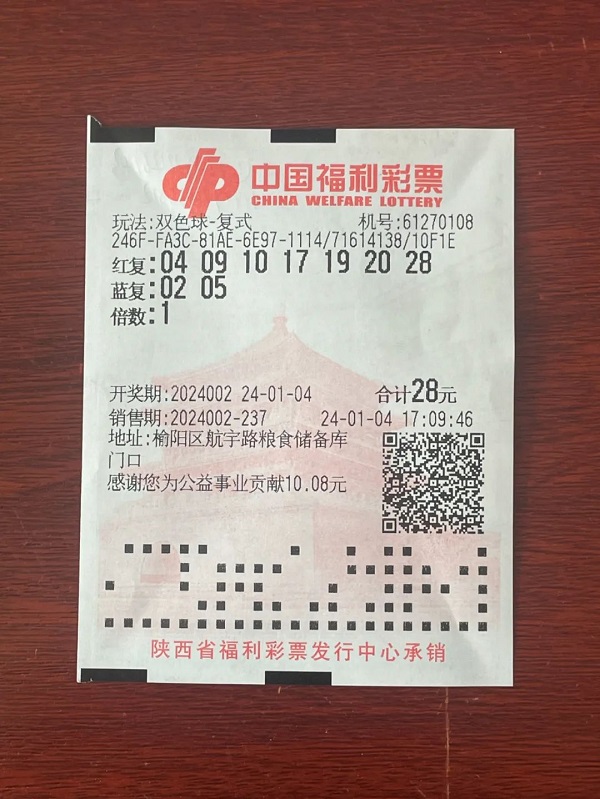 中国福利彩票
CHINA WELFARE LOTTERY
玩法:双色球-复式 机号:61270108
246F-FA3C-81AE-6E97-1114/71614138/10F1E
红复:04 09 10 17 19 20 28
蓝复:02 05
倍数:1
开奖期:2024002 24-01-04 合计28元
销售期:2024002-237 24-01-04 17:09:46
地址:榆阳区航宇路粮食储备库
门口
感谢您为公益事业贡献10.08元
陕西省福利彩票发行中心承销